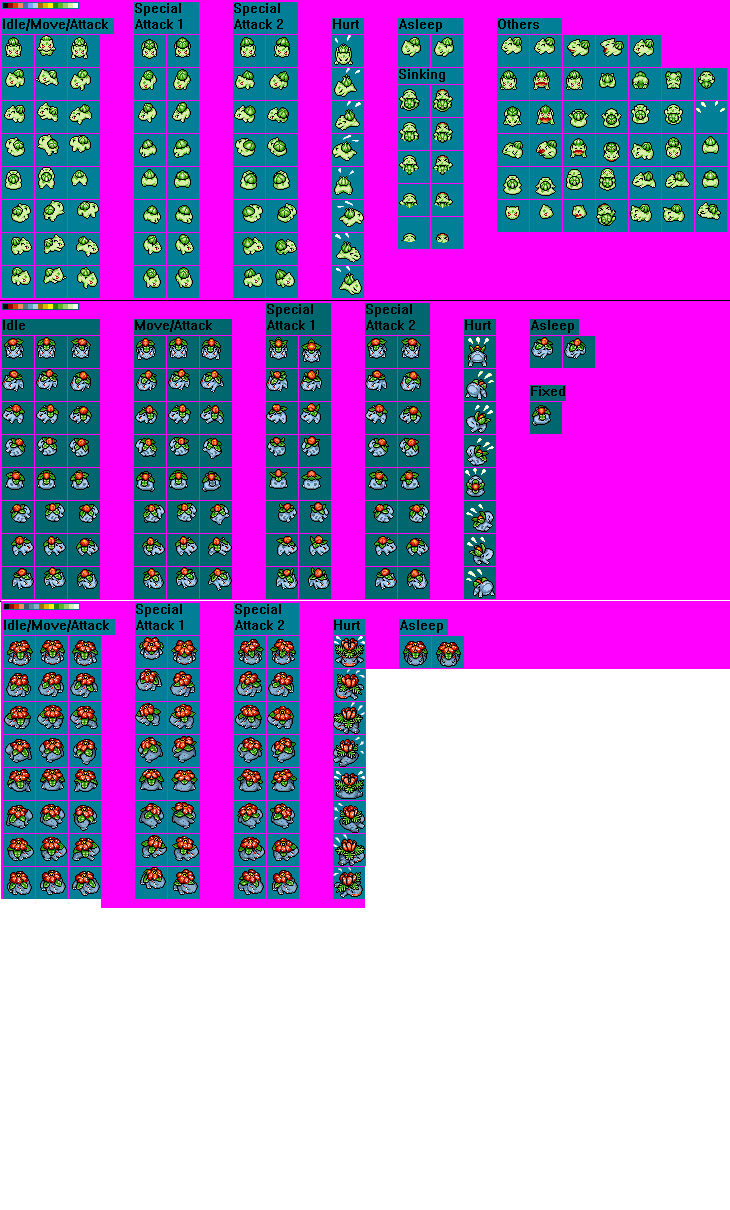 Idle/Move/Attack
Special
Attack 1
Special
Attack 2
Hurt
Asleep
Others
Sinking
Idle
Move/Attack
Special
Attack 1
Special
Attack 2
Hurt
Asleep
Fixed
Idle/Move/Attack
Special
Attack 1
Special
Attack 2
Hurt
Asleep